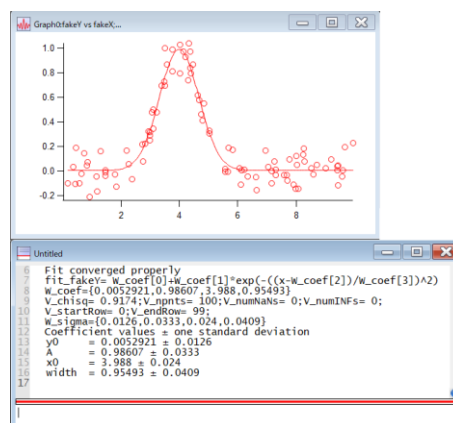 Graph0:fakeY vs fakeX;...
1.0
0.8
0.6
0.4
0.2
0.0
-0.2
2 4 6 8
Untitled
6 Fit converged properly
7 fit_fakeY= W_coef[0]+W_coef[1]*exp(-((x-W_coef[2])/W_coef[3])^2)
8 W_coef={0.0052921,0.98607,3.988,0.95493}
9 V_chisq= 0.9174;V_npnts= 100;V_numNaNs= 0;V_numINFs= 0;
10 V_startRow= 0;V_endRow= 99;
11 W_sigma={0.0126,0.0333,0.024,0.0409}
12 Coefficient values ± one standard deviation
13 y0 = 0.0052921 ± 0.0126
14 A = 0.98607 ± 0.0333
15 x0 = 3.988 ± 0.024
16 width = 0.95493 ± 0.0409
17